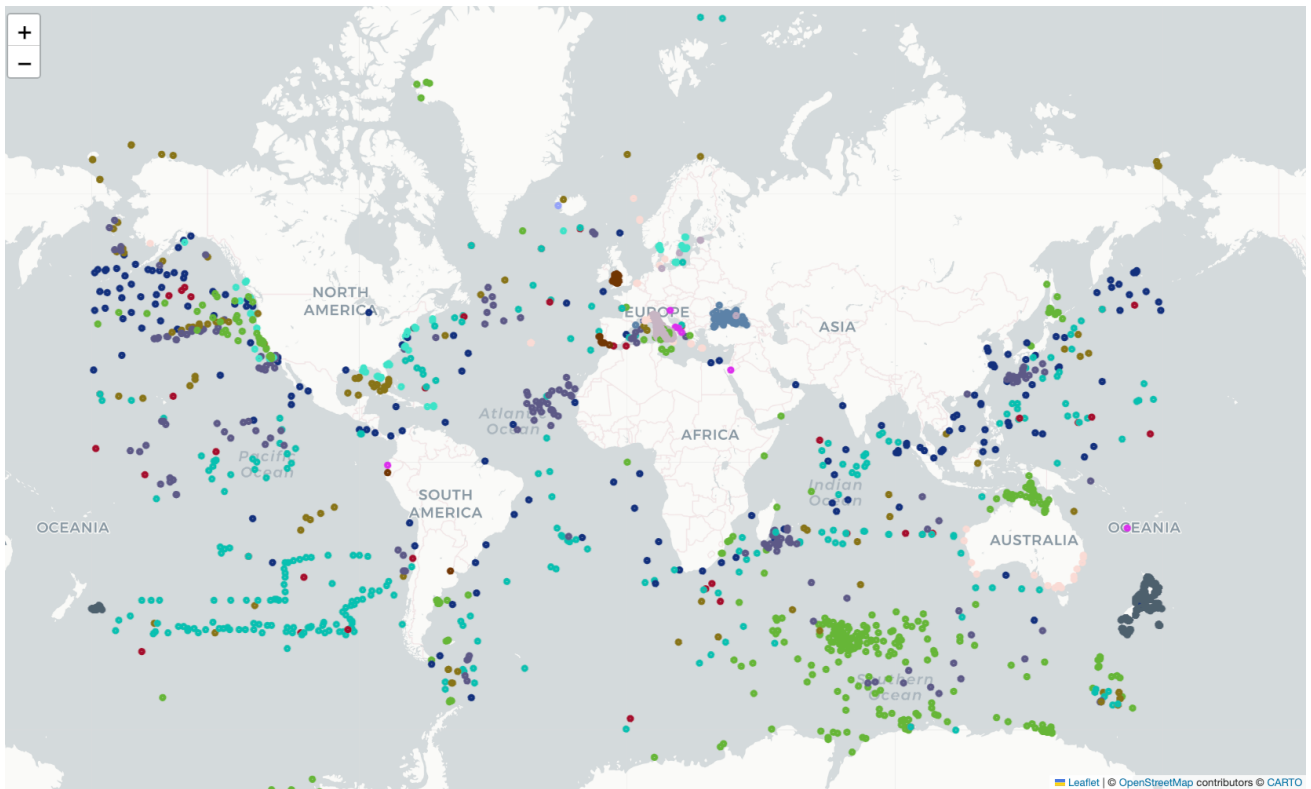 +
−
NORTH
AMERICA
EUROPE
ASIA
Atlantic
Ocean
AFRICA
Pacific
Ocean
SOUTH
AMERICA
Indian
Ocean
OCEANIA
AUSTRALIA
OCEANIA
Southern
Ocean
Leaflet | © OpenStreetMap contributors © CARTO